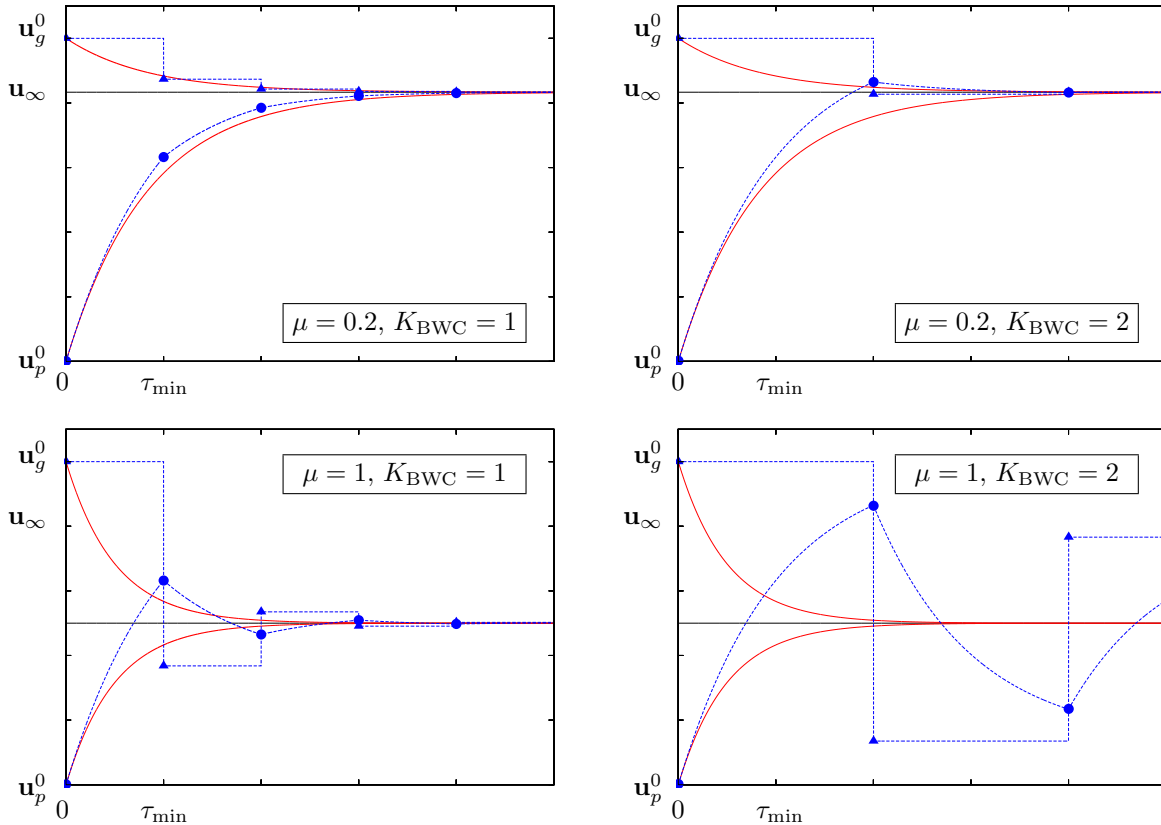 u_g^0
u_∞
u_p^0
μ = 0.2, K_BWC = 1
0
τ_min
u_g^0
u_∞
u_p^0
μ = 0.2, K_BWC = 2
0
τ_min
u_g^0
μ = 1, K_BWC = 1
u_∞
u_p^0
0
τ_min
u_g^0
μ = 1, K_BWC = 2
u_∞
u_p^0
0
τ_min